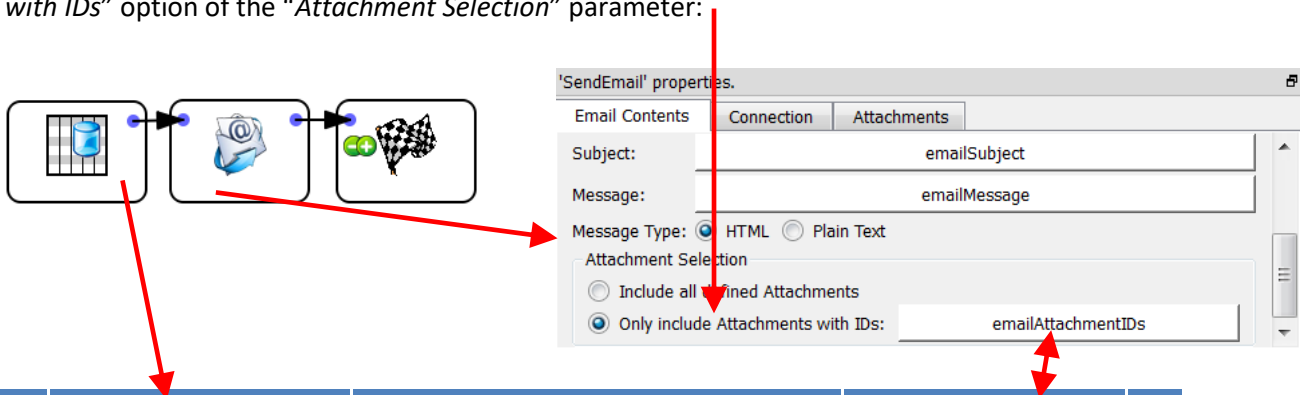 with IDs” option of the “Attachment Selection” parameter:
'SendEmail' properties.
Email Contents Connection Attachments
Subject: emailSubject
Message: emailMessage
Message Type: HTML Plain Text
Attachment Selection
Include all defined Attachments
Only include Attachments with IDs: emailAttachmentIDs